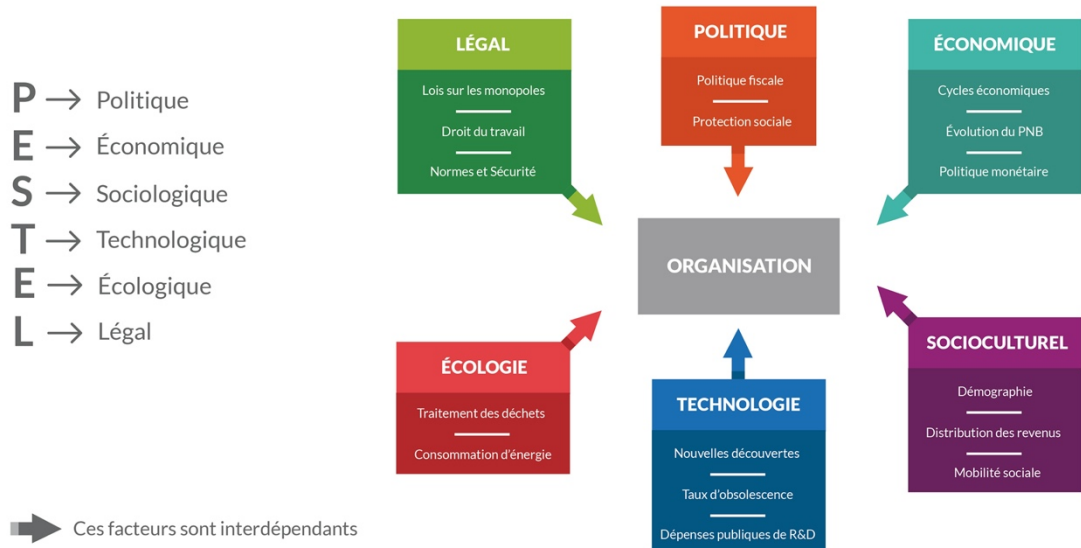 P → Politique
E → Économique
S → Sociologique
T → Technologique
E → Écologique
L → Légal
Ces facteurs sont interdépendants
LÉGAL
Lois sur les monopoles
Droit du travail
Normes et Sécurité
POLITIQUE
Politique fiscale
Protection sociale
ÉCONOMIQUE
Cycles économiques
Évolution du PNB
Politique monétaire
ORGANISATION
ÉCOLOGIE
Traitement des déchets
Consommation d'énergie
TECHNOLOGIE
Nouvelles découvertes
Taux d'obsolescence
Dépenses publiques de R&D
SOCIOCULTUREL
Démographie
Distribution des revenus
Mobilité sociale